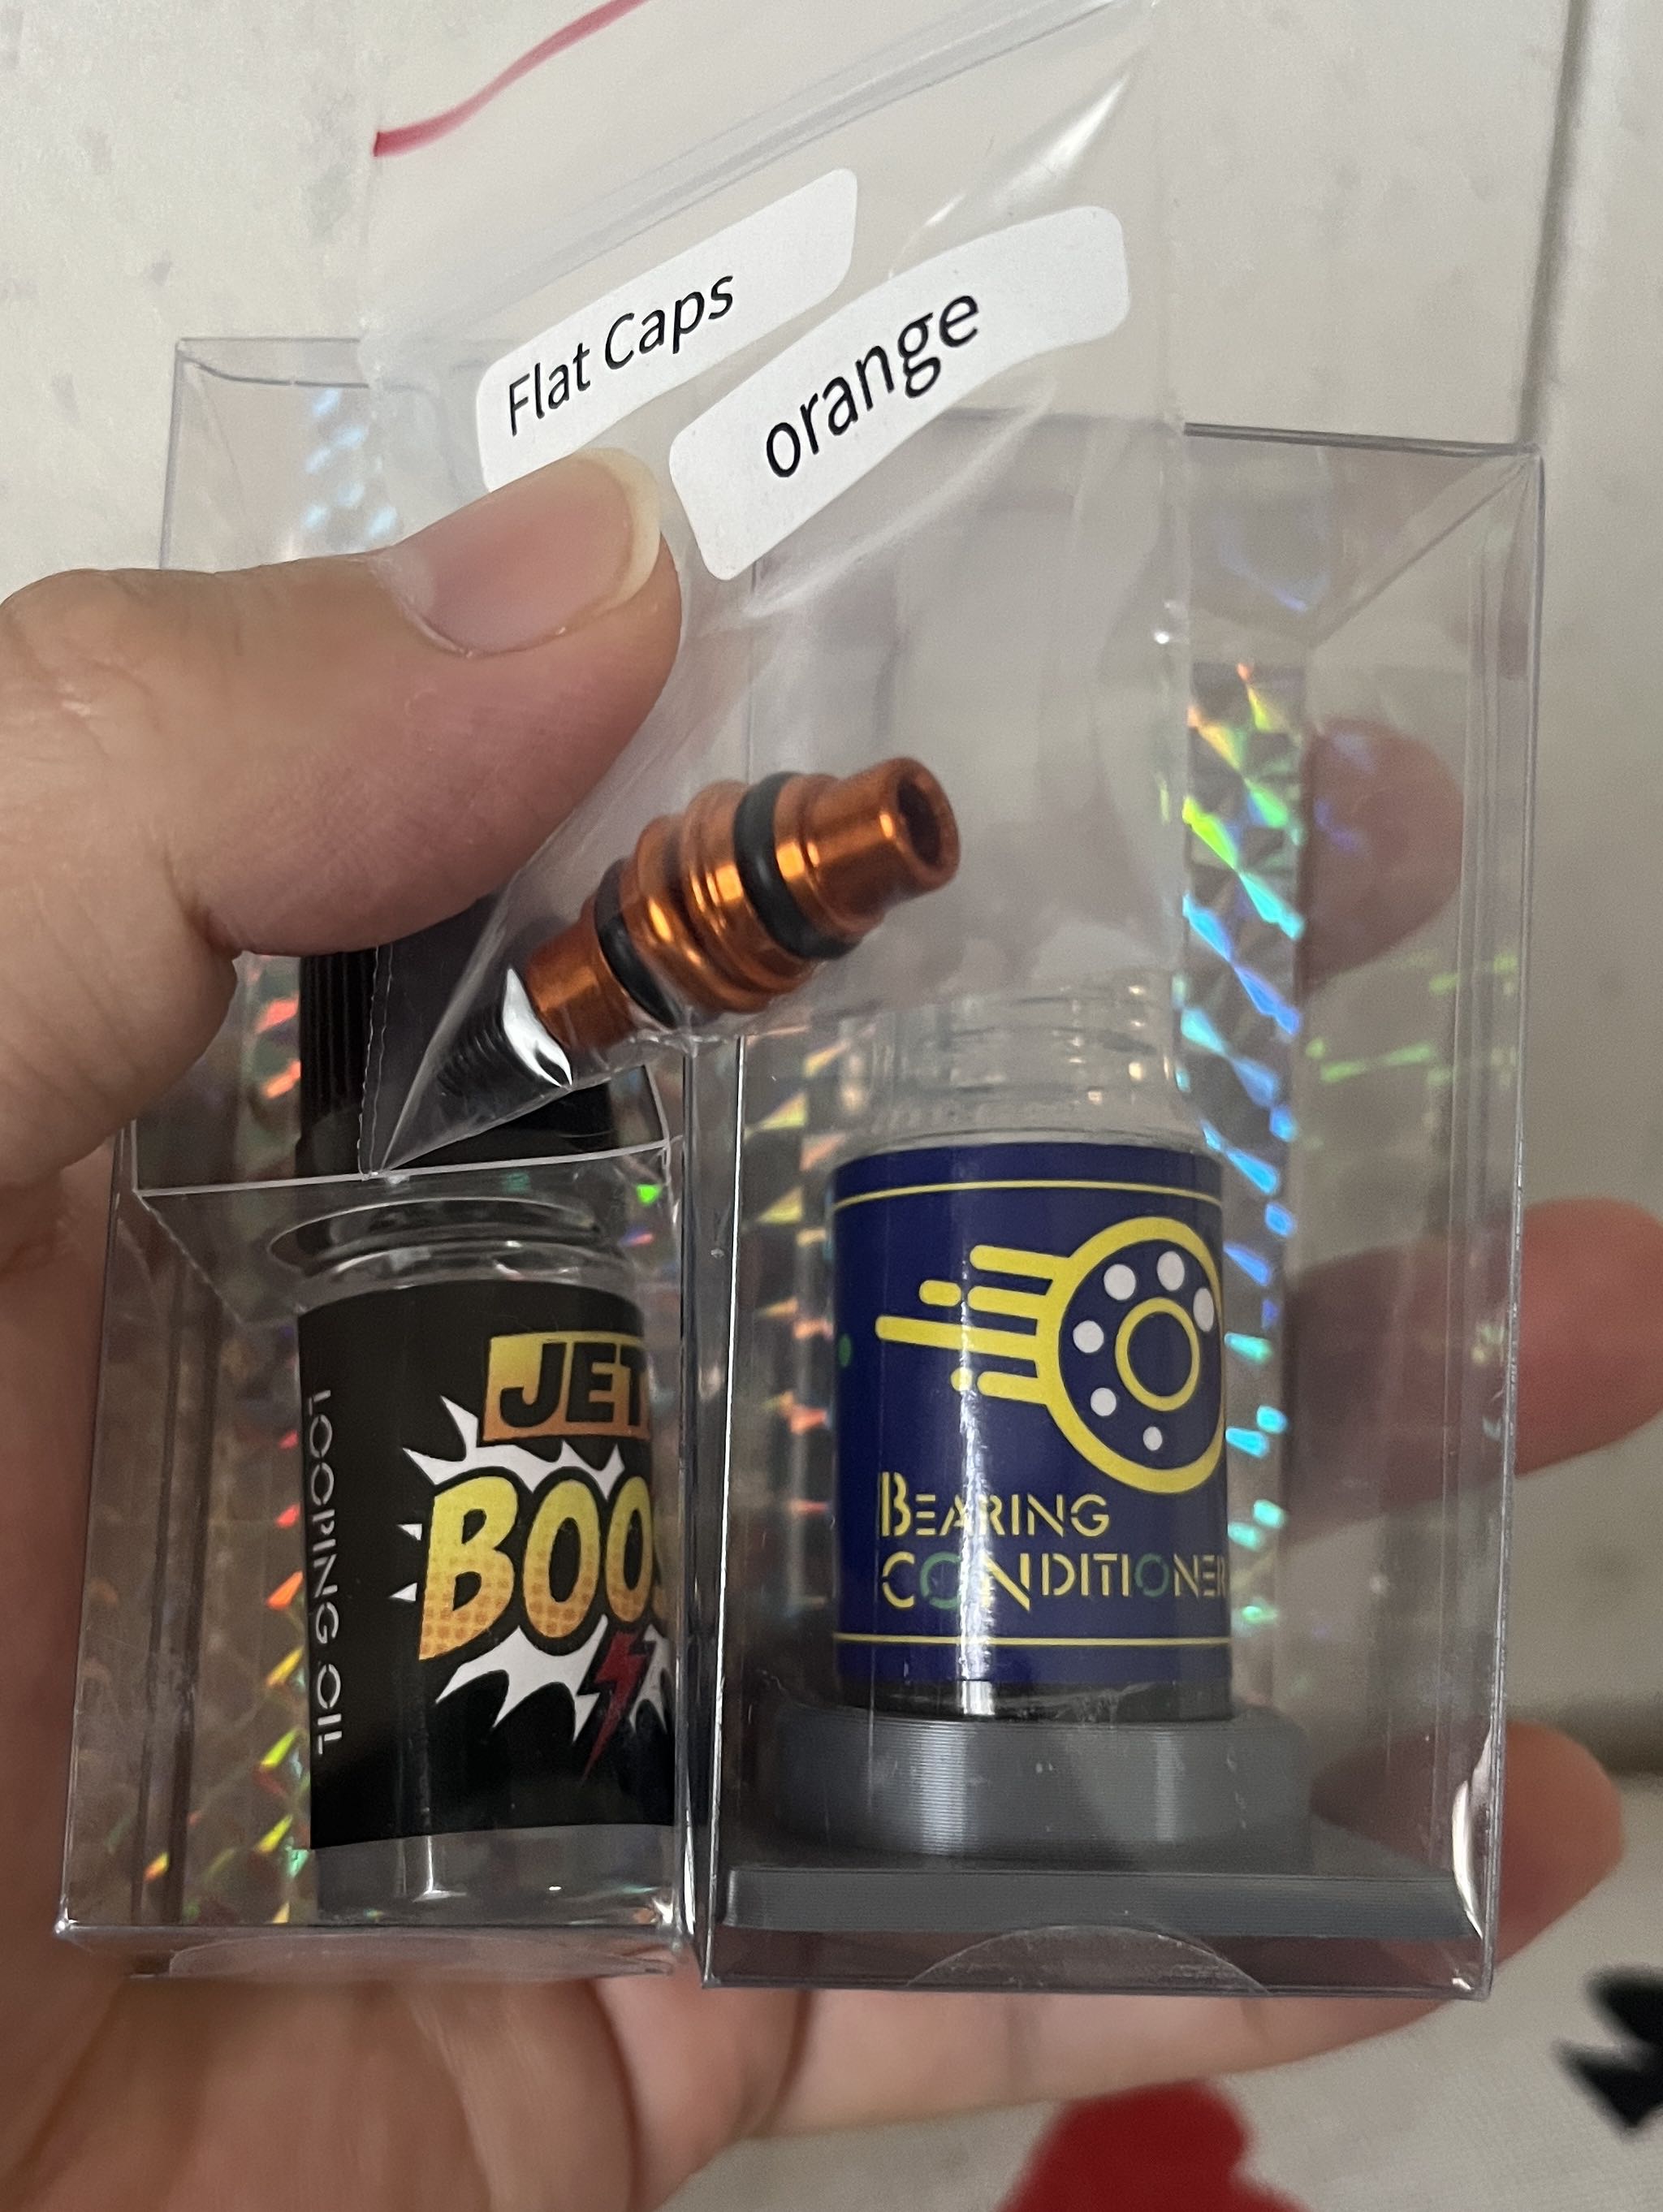 Flat Caps
orange
JET
BOO
LOOPING OIL
BEARING
CONDITIONER